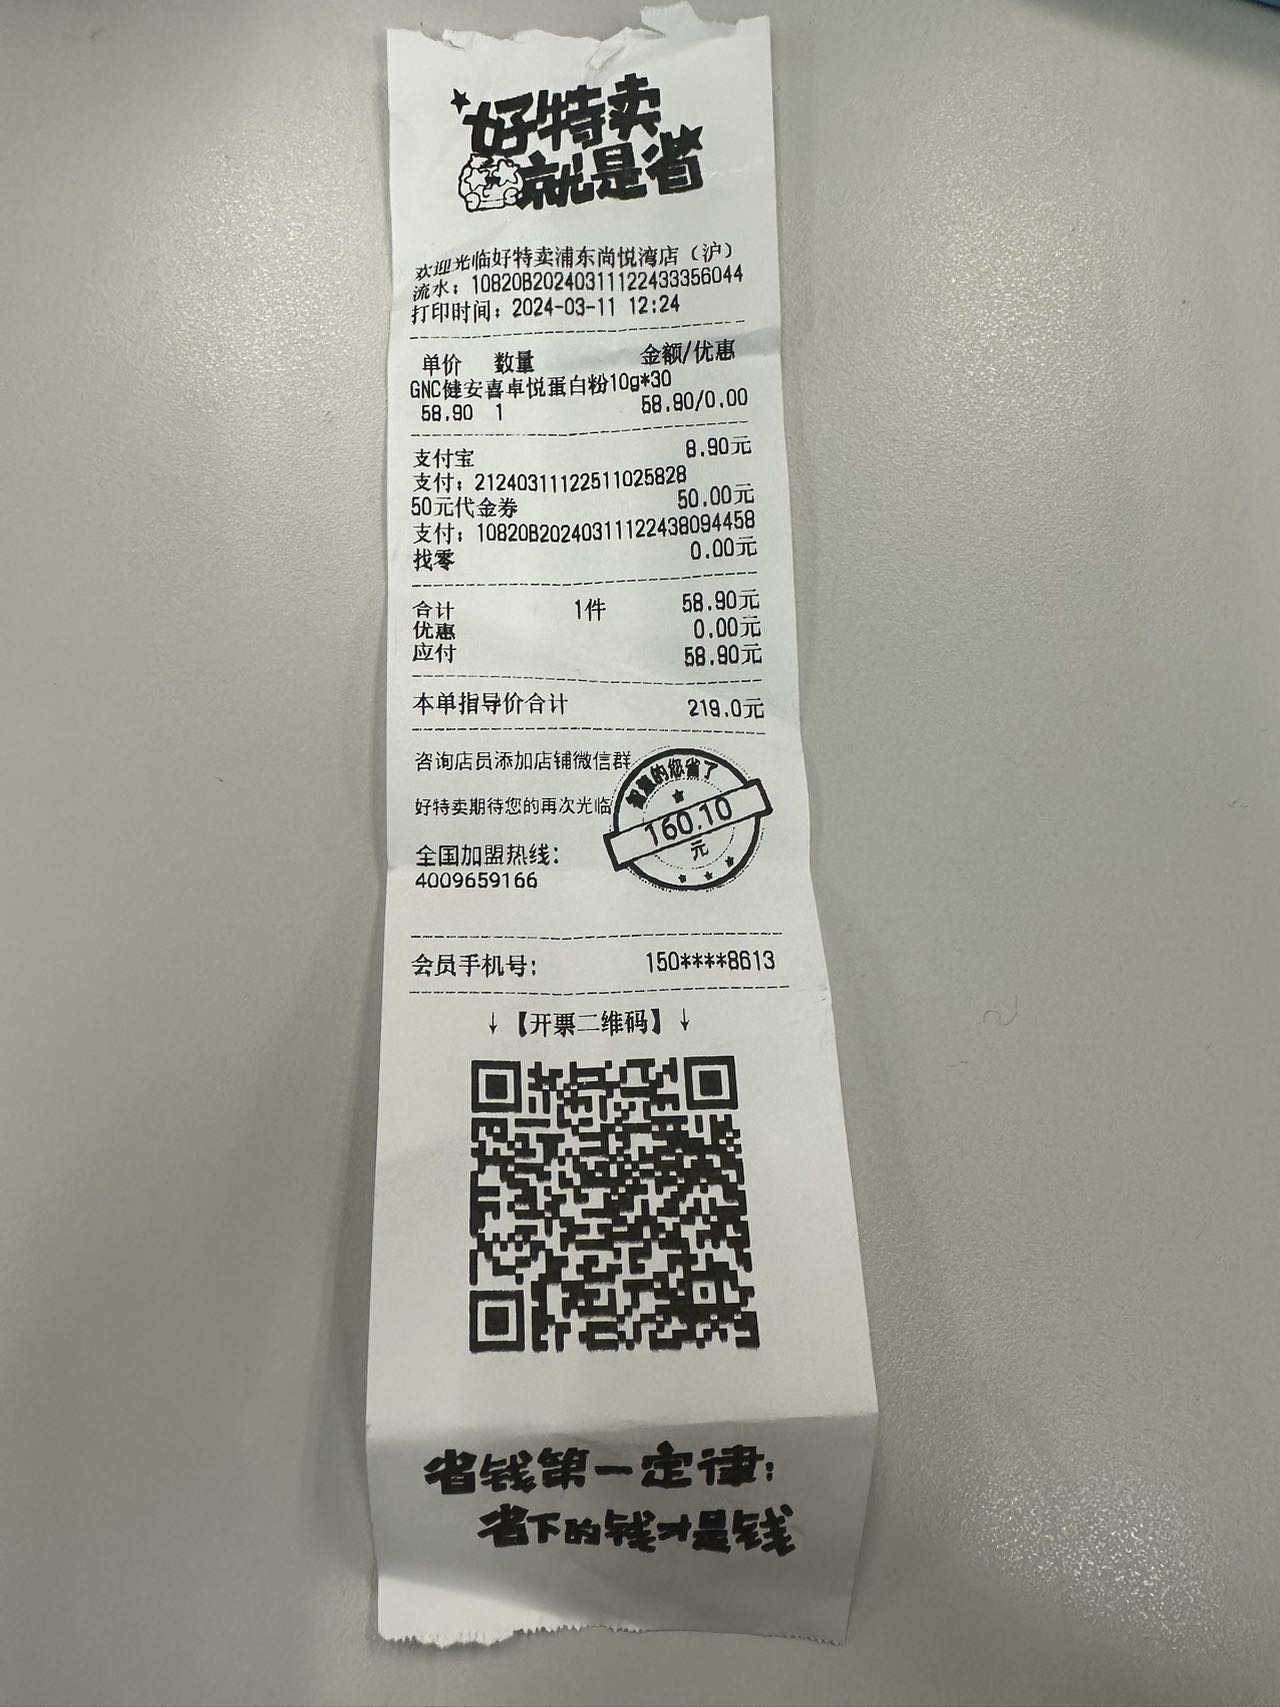 好特卖
就是省
欢迎光临好特卖浦东尚悦湾店（沪）
流水：10820B20240311122433356044
打印时间：2024-03-11 12:24
单价 数量 金额/优惠
GNC健安喜卓悦蛋白粉10g*30
58.90 1 58.90/0.00
支付宝 8.90元
支付：21240311122511025828
50元代金券 50.00元
支付：10820B20240311122438094458
找零 0.00元
合计 1件 58.90元
优惠 0.00元
应付 58.90元
本单指导价合计 219.0元
咨询店员添加店铺微信群
好特卖期待您的再次光临
智慧的您省了
160.10
元
全国加盟热线：
4009659166
会员手机号： 150****8613
↓【开票二维码】↓
省钱第一定律：
省下的钱才是钱